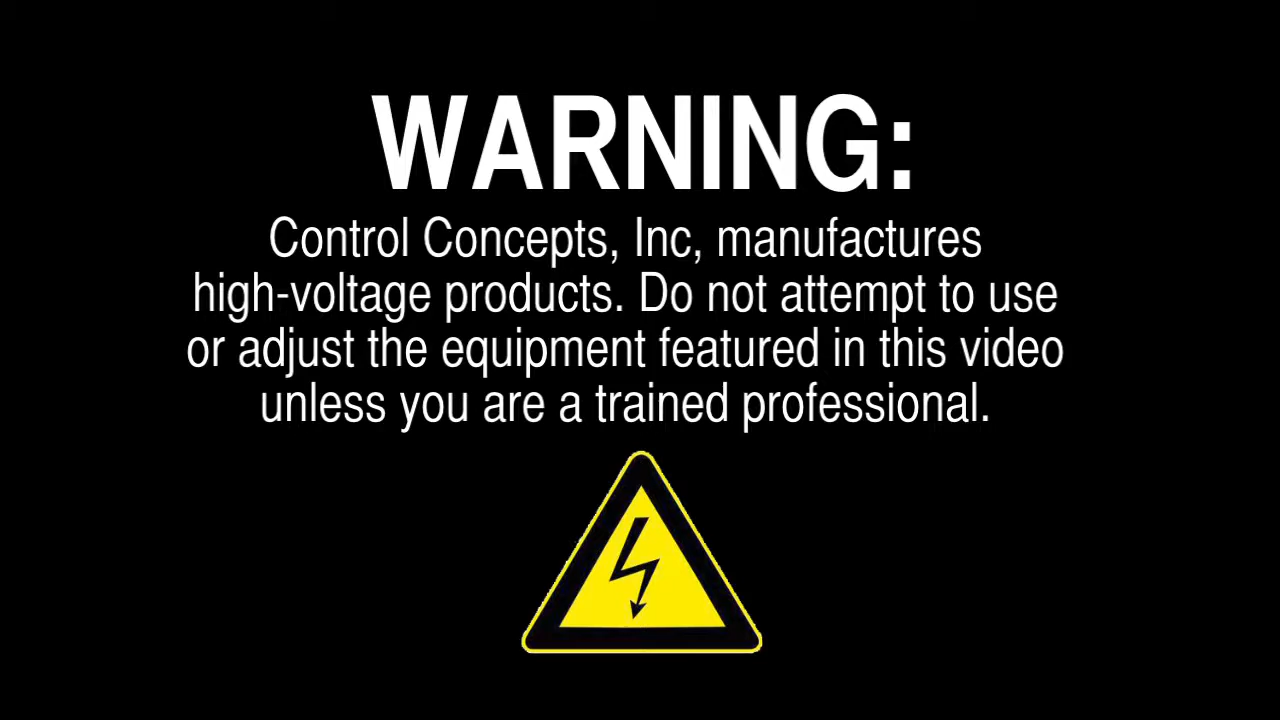 WARNING:
Control Concepts, Inc, manufactures
high-voltage products. Do not attempt to use
or adjust the equipment featured in this video
unless you are a trained professional.